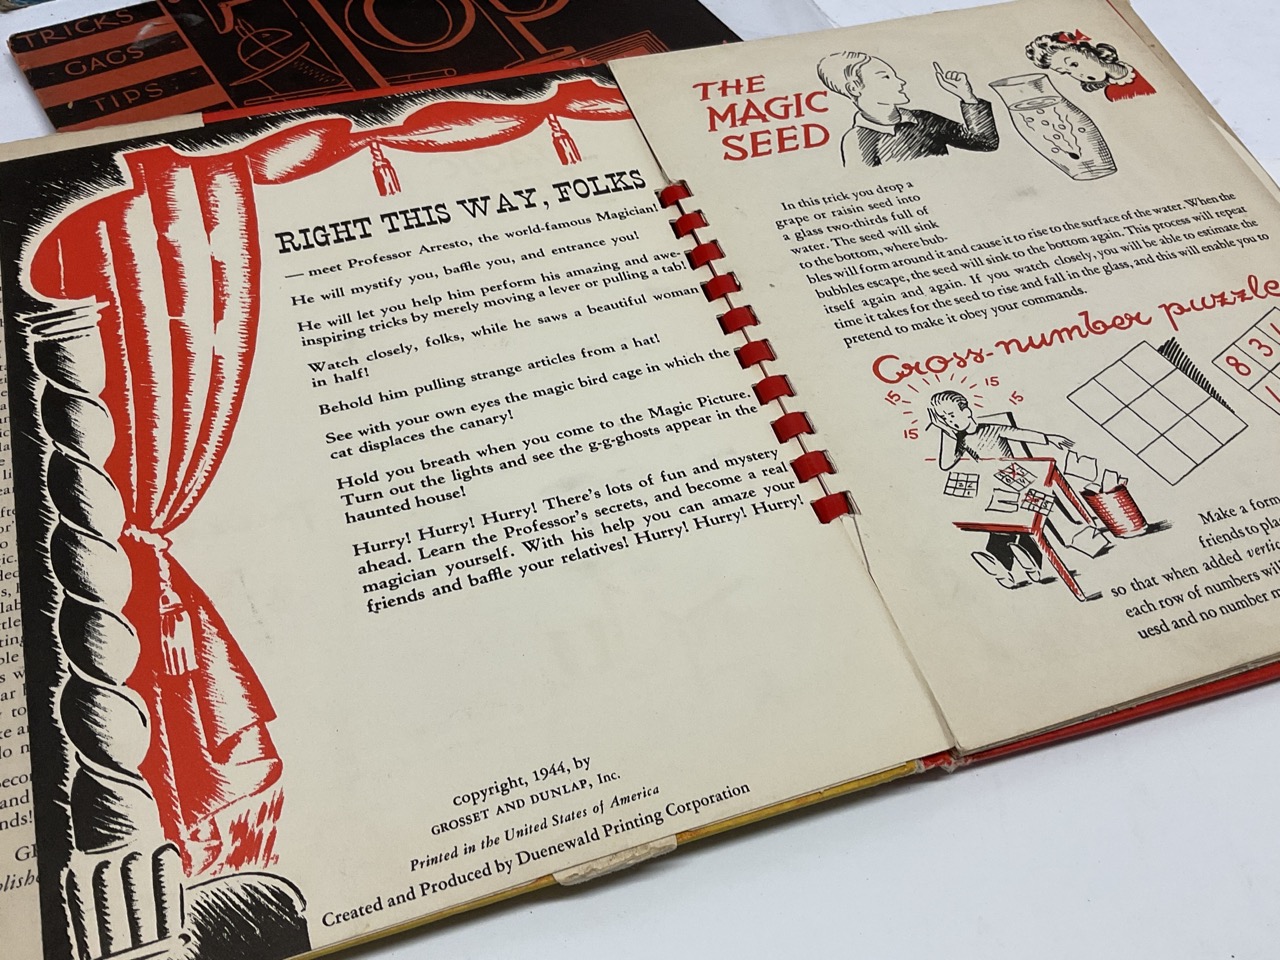 TRICKS
GAGS
TIPS
TOP
RIGHT THIS WAY, FOLKS
— meet Professor Arresto, the world-famous Magician!
He will mystify you, baffle you, and entrance you!
He will let you help him perform his amazing and awe-
inspiring tricks by merely moving a lever or pulling a tab!
Watch closely, folks, while he saws a beautiful woman
in half!
Behold him pulling strange articles from a hat!
See with your own eyes the magic bird cage in which the
cat displaces the canary!
Hold you breath when you come to the Magic Picture.
Turn out the lights and see the g-g-ghosts appear in the
haunted house!
Hurry! Hurry! Hurry! There's lots of fun and mystery
ahead. Learn the Professor's secrets, and become a real
magician yourself. With his help you can amaze your
friends and baffle your relatives! Hurry! Hurry! Hurry!
copyright, 1944, by
GROSSET AND DUNLAP, Inc.
Printed in the United States of America
Created and Produced by Duenewald Printing Corporation
THE
MAGIC
SEED
In this trick you drop a
grape or raisin seed into
a glass two-thirds full of
water. The seed will sink
to the bottom, where bub-
bles will form around it and cause it to rise to the surface of the water. When the
bubbles escape, the seed will sink to the bottom again. This process will repeat
itself again and again. If you watch closely, you will be able to estimate the
time it takes for the seed to rise and fall in the glass, and this will enable you to
pretend to make it obey your commands.
Cross-number puzzle
15
15
15
15
8 3
Make a form
friends to pla
so that when added vertic
each row of numbers will
uesd and no number m